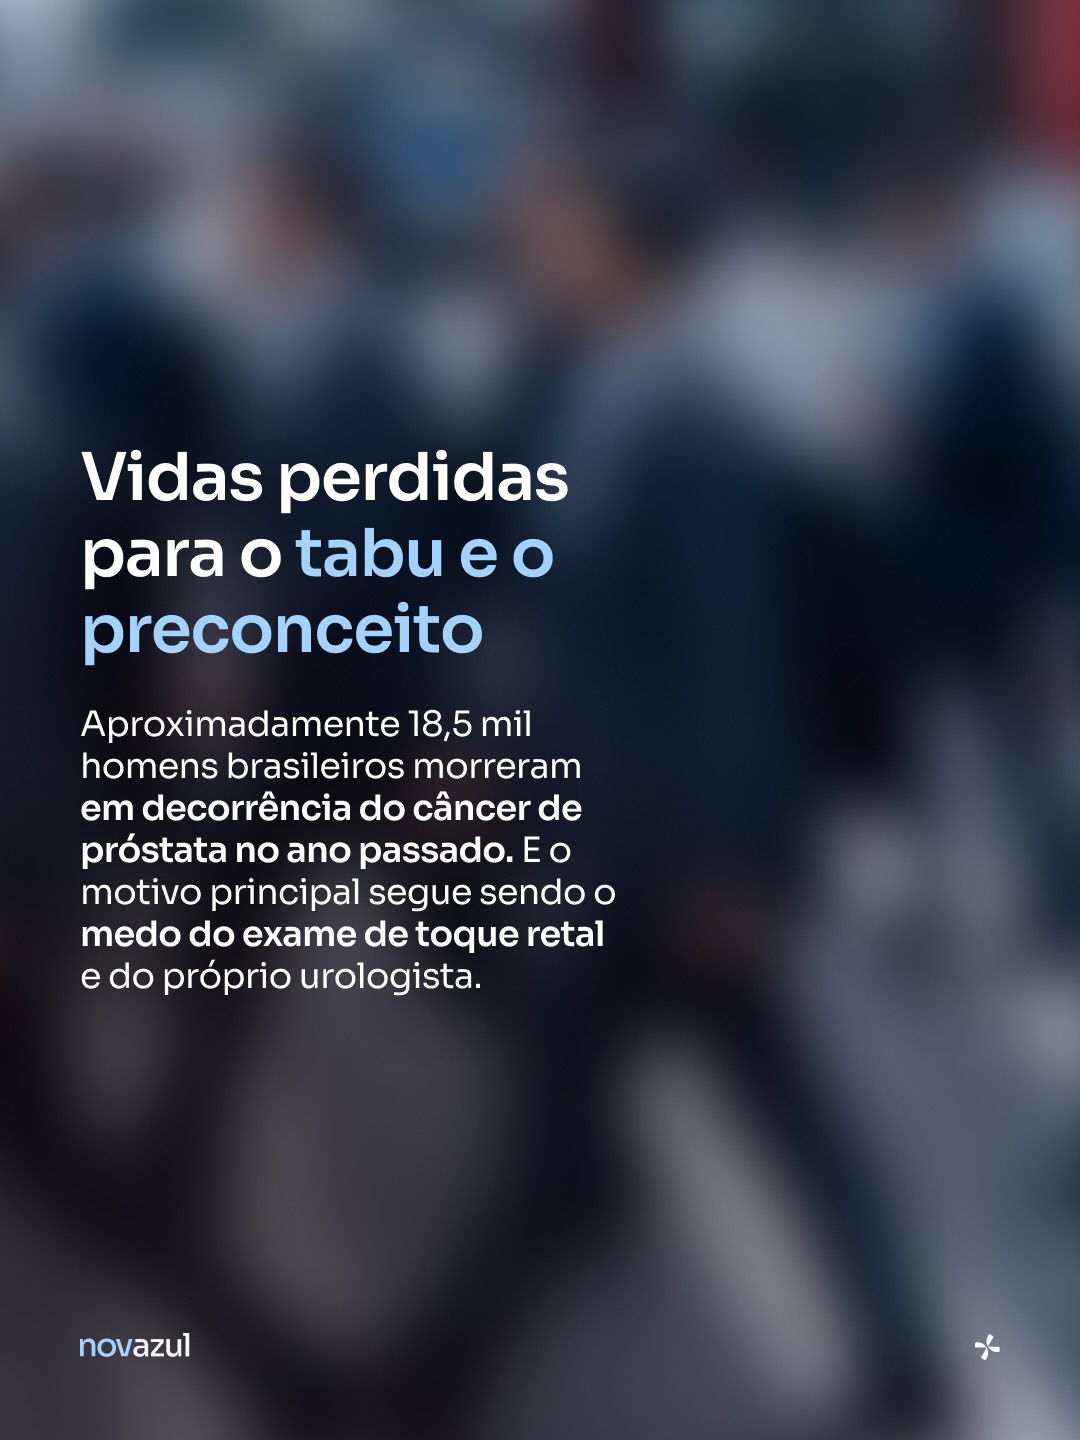 Vidas perdidas
para o tabu e o
preconceito
Aproximadamente 18,5 mil
homens brasileiros morreram
em decorrência do câncer de
próstata no ano passado. E o
motivo principal segue sendo o
medo do exame de toque retal
e do próprio urologista.
novazul